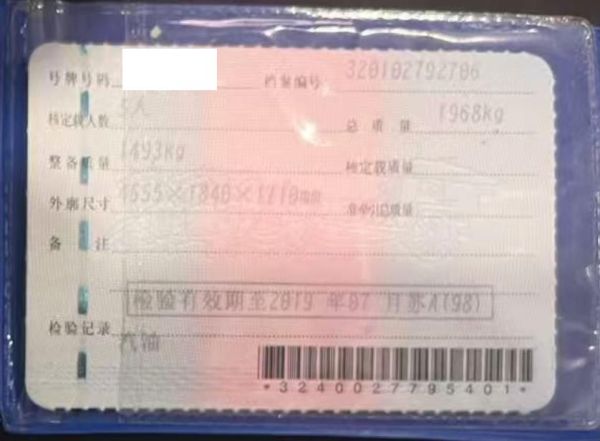 号牌号码 档案编号 320102792706
核定载人数 5人 总质量 1968kg
整备质量 1493kg 核定载质量
外廓尺寸 4655×1840×1710mm 准牵引总质量
备注
检验有效期至2019年07月苏A(98)
检验记录
汽油
*3240027795401*